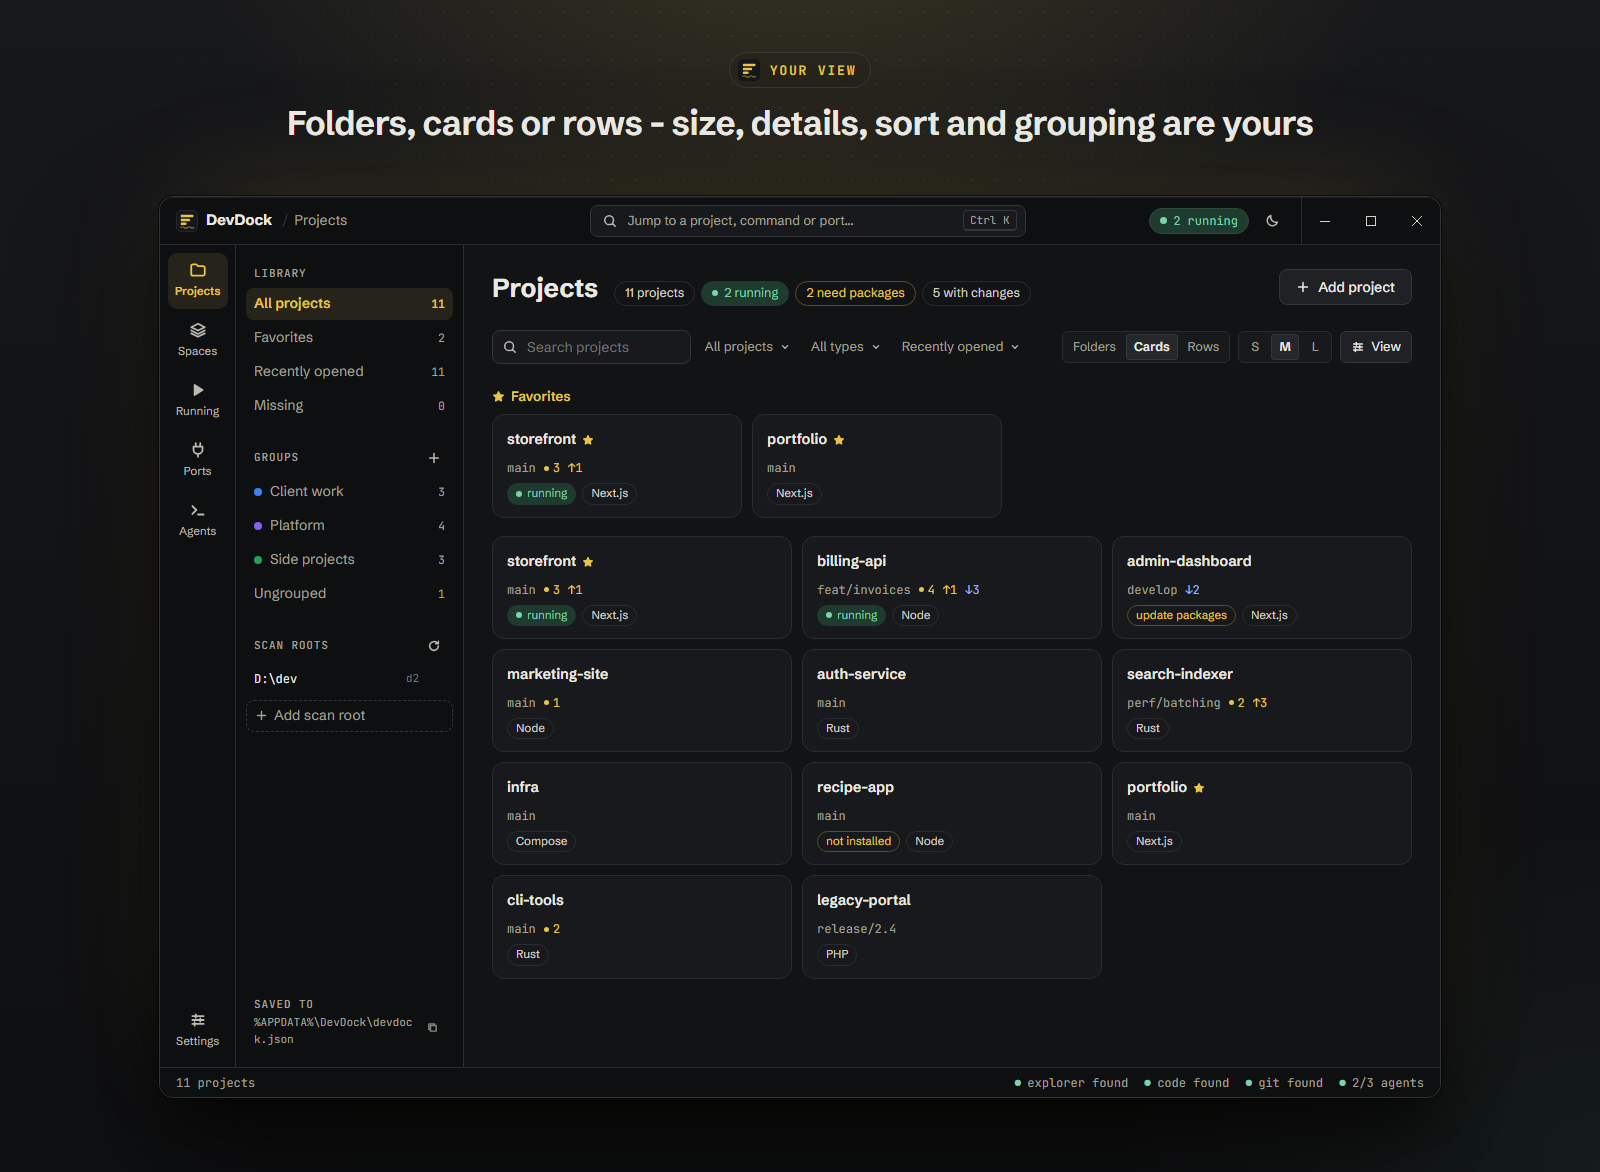 YOUR VIEW
Folders, cards or rows - size, details, sort and grouping are yours
DevDock / Projects
Jump to a project, command or port...
Ctrl K
2 running
Projects
Spaces
Running
Ports
Agents
Settings
LIBRARY
All projects 11
Favorites 2
Recently opened 11
Missing 0
GROUPS
Client work 3
Platform 4
Side projects 3
Ungrouped 1
SCAN ROOTS
D:\dev d2
+ Add scan root
SAVED TO
%APPDATA%\DevDock\devdoc
k.json
Projects
11 projects
2 running
2 need packages
5 with changes
+ Add project
Search projects
All projects
All types
Recently opened
Folders Cards Rows
S M L
View
Favorites
storefront
main 3 ↑1
running Next.js
portfolio
main
Next.js
storefront
main 3 ↑1
running Next.js
billing-api
feat/invoices 4 ↑1 ↓3
running Node
admin-dashboard
develop ↓2
update packages Next.js
marketing-site
main 1
Node
auth-service
main
Rust
search-indexer
perf/batching 2 ↑3
Rust
infra
main
Compose
recipe-app
main
not installed Node
portfolio
main
Next.js
cli-tools
main 2
Rust
legacy-portal
release/2.4
PHP
11 projects
explorer found
code found
git found
2/3 agents